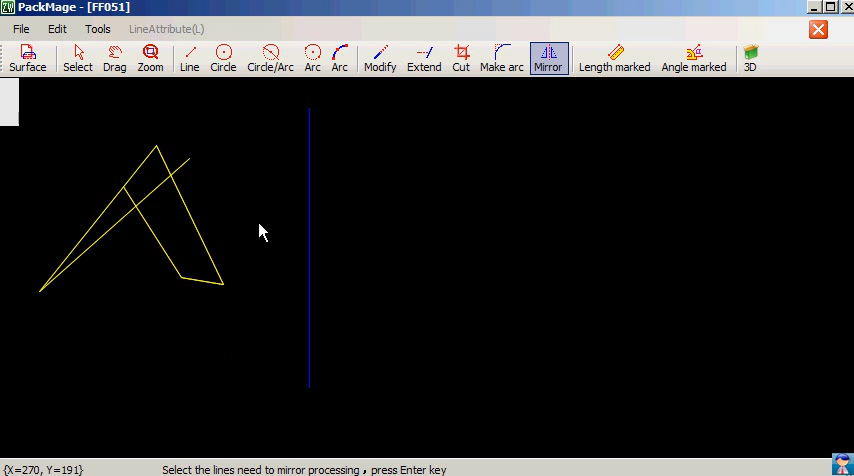 ZW PackMage - [FF051]
File Edit Tools LineAttribute(L)
Surface Select Drag Zoom Line Circle Circle/Arc Arc Arc Modify Extend Cut Make arc Mirror Length marked Angle marked 3D
{X=270, Y=191} Select the lines need to mirror processing , press Enter key